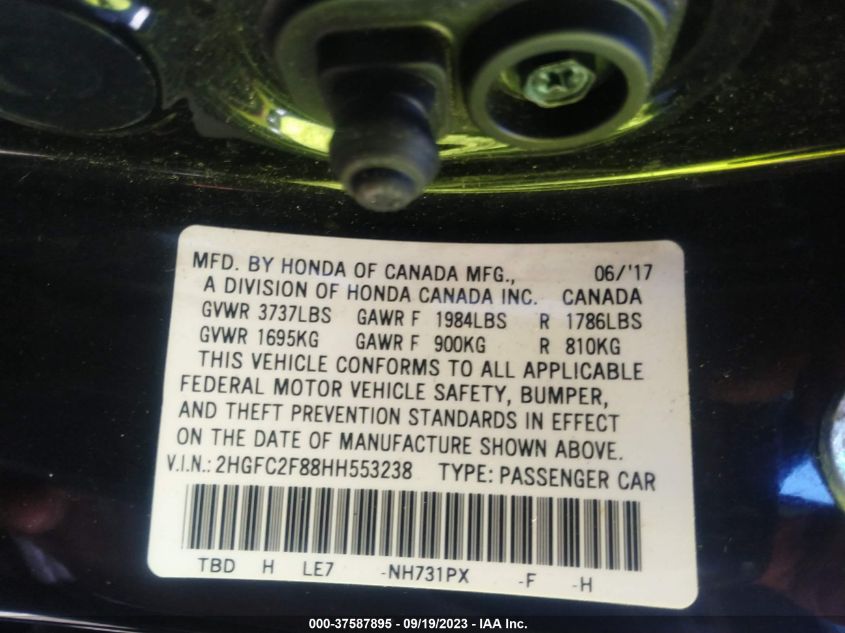 MFD. BY HONDA OF CANADA MFG., 06/'17
A DIVISION OF HONDA CANADA INC. CANADA
GVWR 3737LBS GAWR F 1984LBS R 1786LBS
GVWR 1695KG GAWR F 900KG R 810KG
THIS VEHICLE CONFORMS TO ALL APPLICABLE
FEDERAL MOTOR VEHICLE SAFETY, BUMPER,
AND THEFT PREVENTION STANDARDS IN EFFECT
ON THE DATE OF MANUFACTURE SHOWN ABOVE.
V.I.N.: 2HGFC2F88HH553238 TYPE: PASSENGER CAR
TBD H LE7 -NH731PX -F -H
000-37587895 - 09/19/2023 - IAA Inc.